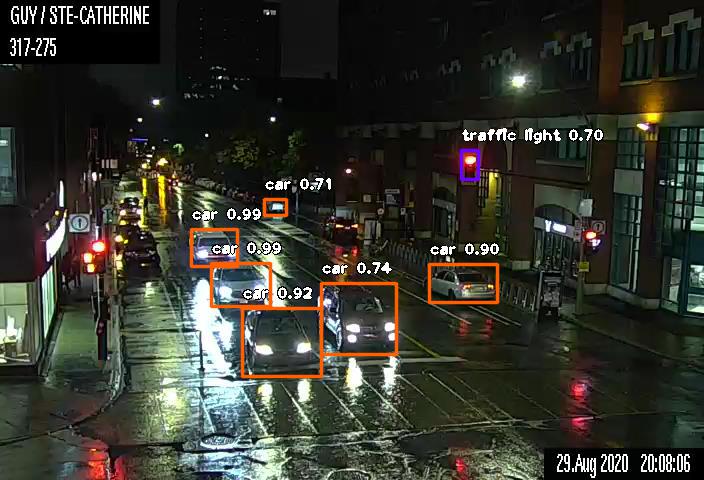 GUY / STE-CATHERINE
317-275
traffic light 0.70
car 0.71
car 0.99
car 0.99
car 0.90
car 0.74
car 0.92
29.Aug 2020 20:08:06